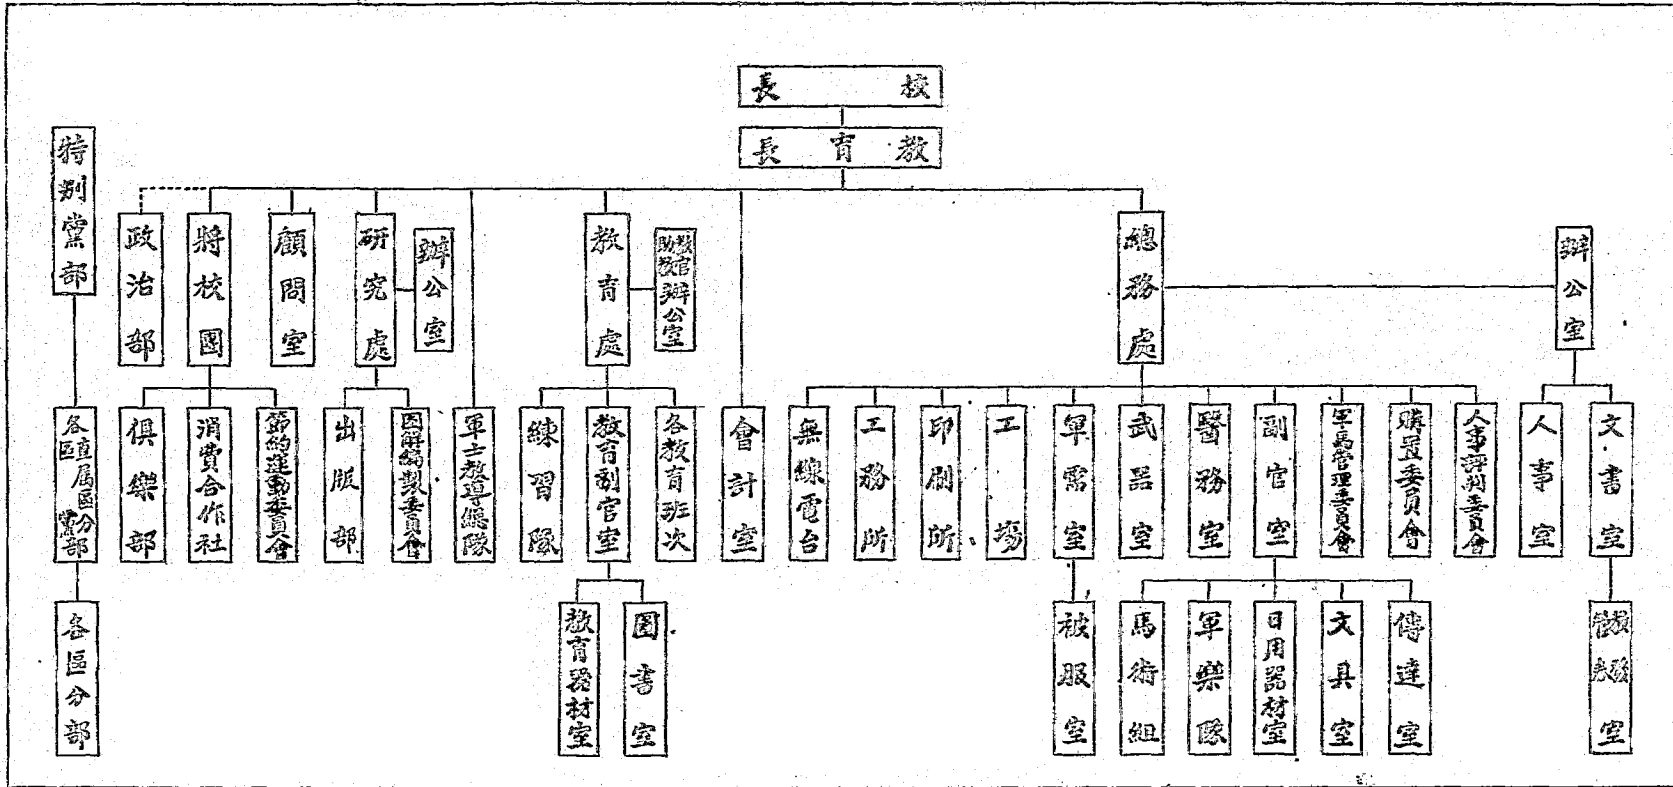 校長
教育長
特別黨部
政治部
將校團
顧問室
研究處
辦公室
教育處
教官助教辦公室
總務處
辦公室
各區直屬區分黨部
俱樂部
消費合作社
節約運動委員會
出版部
圖解編製委員會
軍士教導總隊
練習隊
教育副官室
各教育班次
會計室
無線電台
工務所
印刷所
工場
軍需室
武器室
醫務室
副官室
軍馬管理委員會
購置委員會
人事評判委員會
人事室
文書室
各區分部
教育器材室
圖書室
被服室
馬術組
軍樂隊
日用器材室
文具室
傳達室